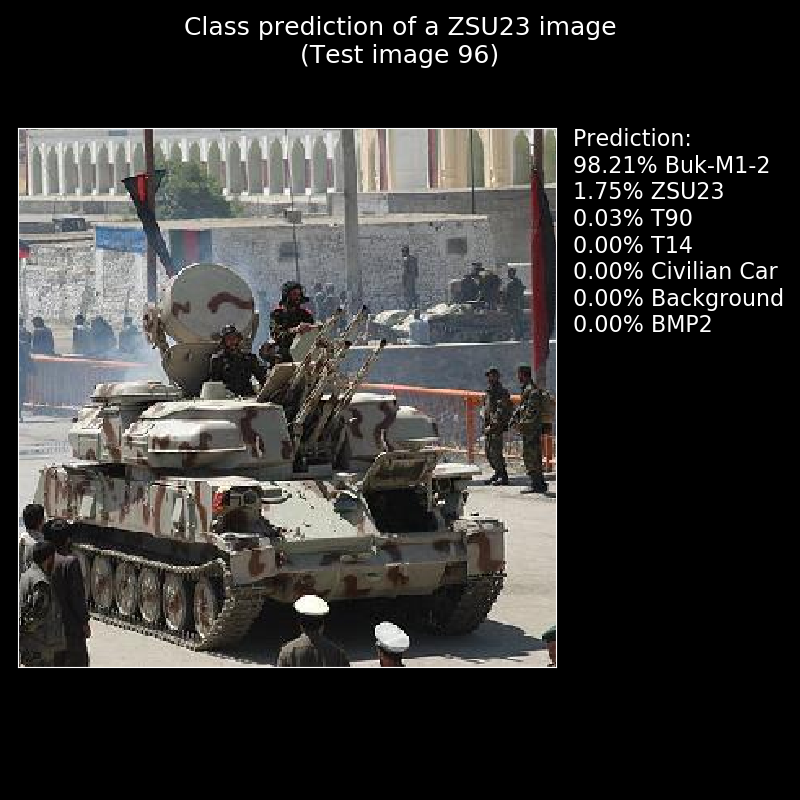 Class prediction of a ZSU23 image
(Test image 96)
Prediction:
98.21% Buk-M1-2
1.75% ZSU23
0.03% T90
0.00% T14
0.00% Civilian Car
0.00% Background
0.00% BMP2